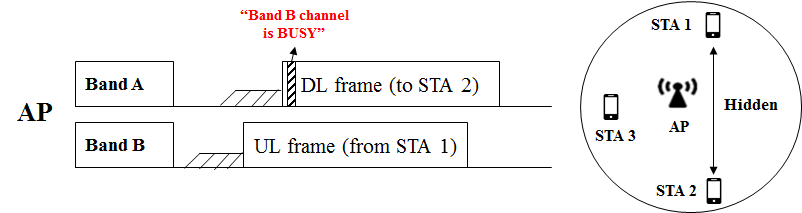 “Band B channel
is BUSY”
AP
Band A
DL frame (to STA 2)
Band B
UL frame (from STA 1)
STA 1
Hidden
AP
STA 3
STA 2